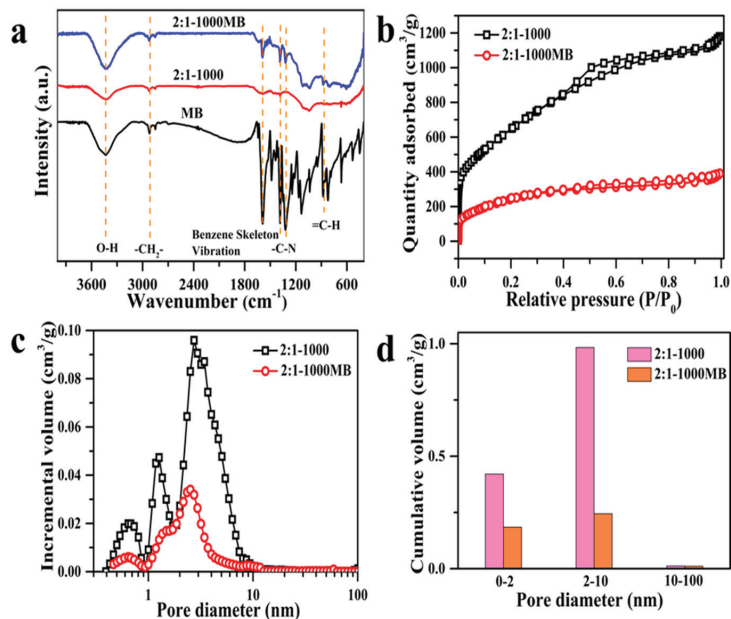 a
2:1-1000MB
2:1-1000
MB
Benzene Skeleton
Vibration
O-H
-CH2-
-C-N
=C-H
3600 3000 2400 1800 1200 600
Wavenumber (cm-1)
Intensity (a.u.)
b
2:1-1000
2:1-1000MB
1200
1000
800
600
400
200
0
0.0 0.2 0.4 0.6 0.8 1.0
Relative pressure (P/P0)
Quantity adsorbed (cm3/g)
c
2:1-1000
2:1-1000MB
0.10
0.08
0.06
0.04
0.02
0.00
1 10 100
Pore diameter (nm)
Incremental volume (cm3/g)
d
2:1-1000
2:1-1000MB
1.0
0.5
0.0
0-2 2-10 10-100
Pore diameter (nm)
Cumulative volume (cm3/g)